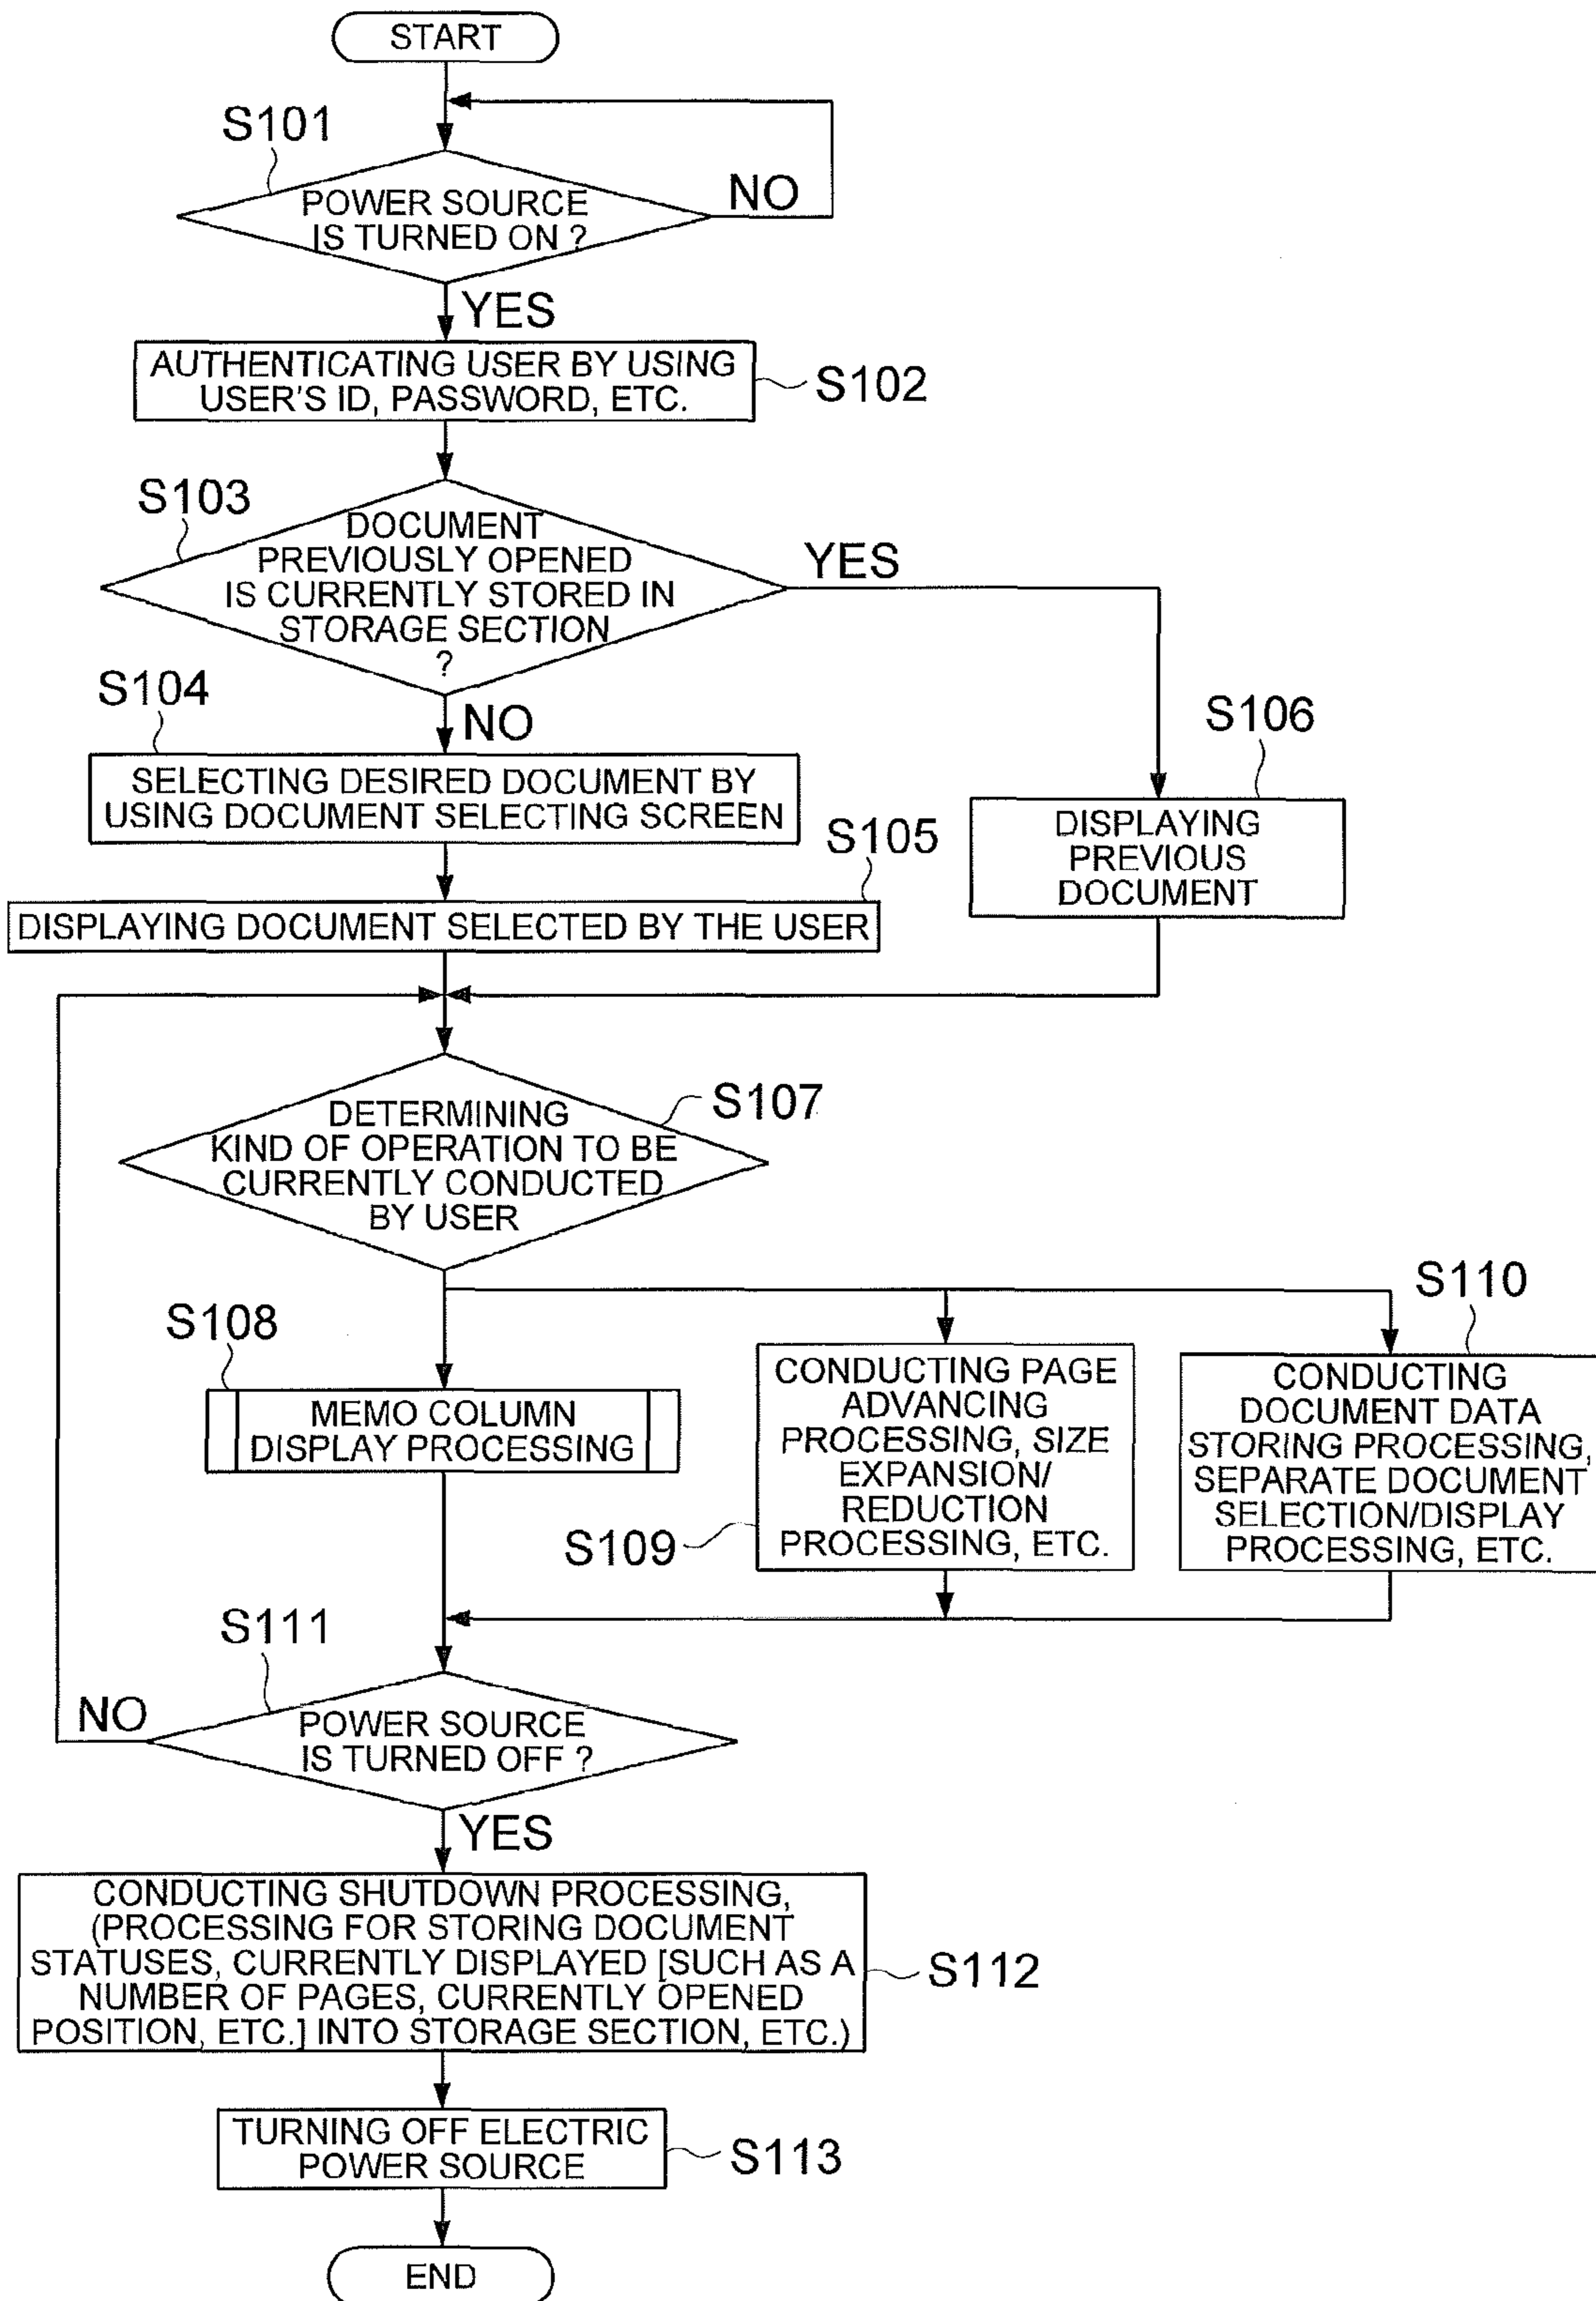 START
S101
POWER SOURCE
IS TURNED ON ?
NO
YES
AUTHENTICATING USER BY USING
USER'S ID, PASSWORD, ETC.
S102
S103
DOCUMENT
PREVIOUSLY OPENED
IS CURRENTLY STORED IN
STORAGE SECTION
?
YES
S104
NO
S106
SELECTING DESIRED DOCUMENT BY
USING DOCUMENT SELECTING SCREEN
S105
DISPLAYING
PREVIOUS
DOCUMENT
DISPLAYING DOCUMENT SELECTED BY THE USER
S107
DETERMINING
KIND OF OPERATION TO BE
CURRENTLY CONDUCTED
BY USER
S108
MEMO COLUMN
DISPLAY PROCESSING
CONDUCTING PAGE
ADVANCING
PROCESSING, SIZE
EXPANSION/
REDUCTION
PROCESSING, ETC.
S109
S110
CONDUCTING
DOCUMENT DATA
STORING PROCESSING,
SEPARATE DOCUMENT
SELECTION/DISPLAY
PROCESSING, ETC.
S111
NO
POWER SOURCE
IS TURNED OFF ?
YES
CONDUCTING SHUTDOWN PROCESSING,
(PROCESSING FOR STORING DOCUMENT
STATUSES, CURRENTLY DISPLAYED [SUCH AS A
NUMBER OF PAGES, CURRENTLY OPENED
POSITION, ETC.] INTO STORAGE SECTION, ETC.)
S112
TURNING OFF ELECTRIC
POWER SOURCE
S113
END